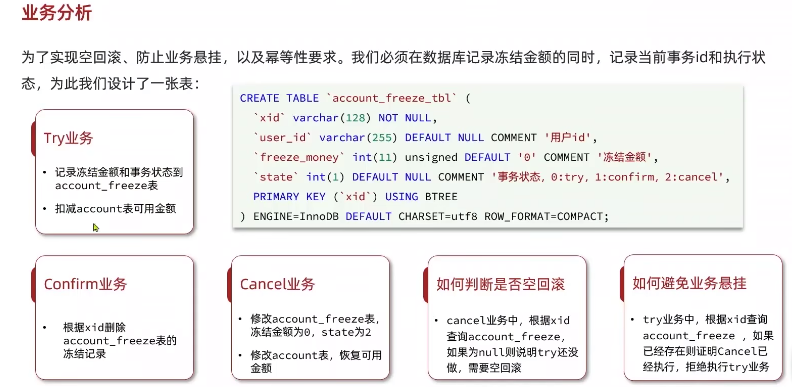 业务分析
为了实现空回滚、防止业务悬挂，以及幂等性要求。我们必须在数据库记录冻结金额的同时，记录当前事务id和执行状
态，为此我们设计了一张表：
CREATE TABLE `account_freeze_tbl` (
`xid` varchar(128) NOT NULL,
`user_id` varchar(255) DEFAULT NULL COMMENT '用户id',
`freeze_money` int(11) unsigned DEFAULT '0' COMMENT '冻结金额',
`state` int(1) DEFAULT NULL COMMENT '事务状态，0:try，1:confirm，2:cancel',
PRIMARY KEY (`xid`) USING BTREE
) ENGINE=InnoDB DEFAULT CHARSET=utf8 ROW_FORMAT=COMPACT;
Try业务
• 记录冻结金额和事务状态到
account_freeze表
• 扣减account表可用金额
Confirm业务
• 根据xid删除
account_freeze表的
冻结记录
Cancel业务
• 修改account_freeze表，
冻结金额为0，state为2
• 修改account表，恢复可用
金额
如何判断是否空回滚
• cancel业务中，根据xid
查询account_freeze，
如果为null则说明try还没
做，需要空回滚
如何避免业务悬挂
• try业务中，根据xid查询
account_freeze ，如果
已经存在则证明Cancel已
经执行，拒绝执行try业务